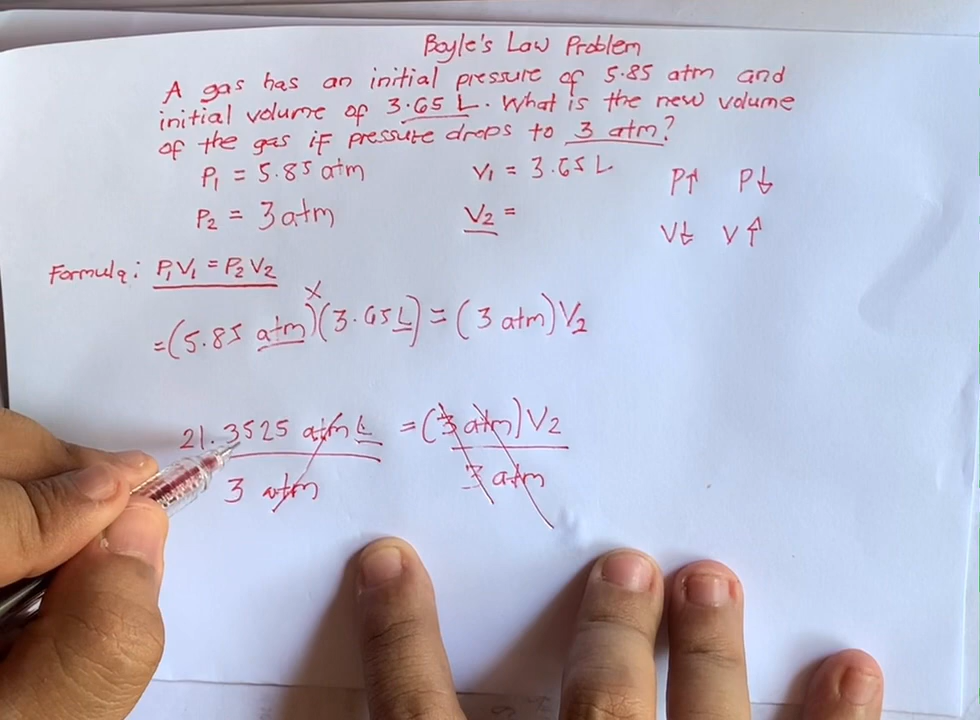 Boyle's Law Problem
A gas has an initial pressure of 5.85 atm and
initial volume of 3.65 L. What is the new volume
of the gas if pressure drops to 3 atm?
P₁ = 5.85 atm V₁ = 3.65 L P↑ P↓
P₂ = 3 atm V₂ = V↓ V↑
Formula: P₁V₁ = P₂V₂
x
=(5.85 atm)(3.65 L) = (3 atm)V₂
21.3525 atm L = (3 atm)V₂
3 atm 3 atm